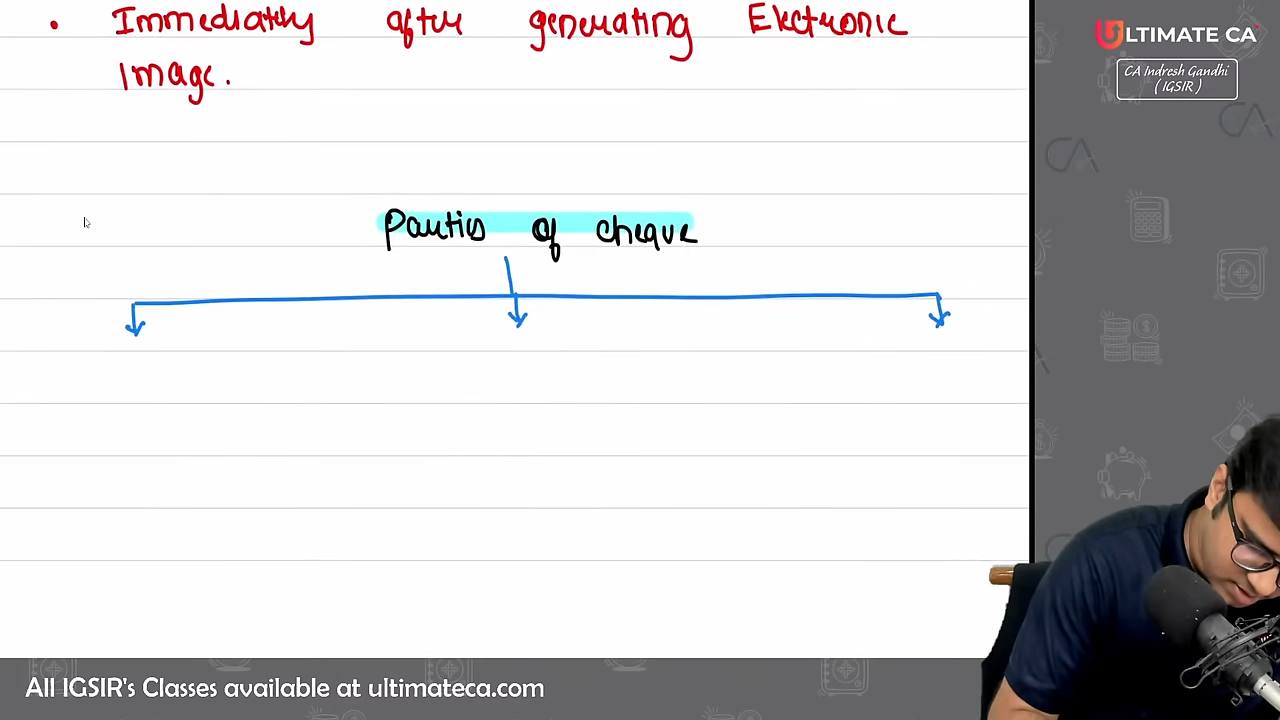 • Immediately after generating Electronic
Image.
ULTIMATE CA
CA Indresh Gandhi
( IGSIR )
Parties of cheque
All IGSIR's Classes available at ultimateca.com